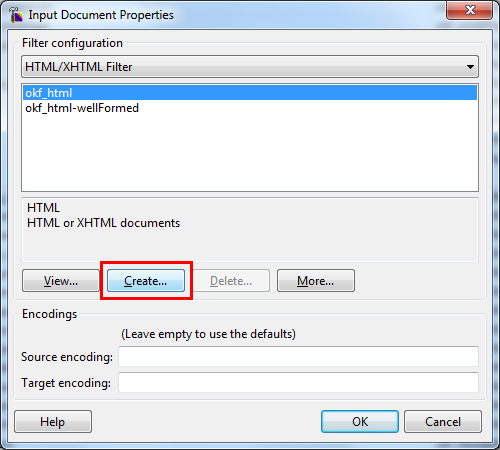 Input Document Properties
Filter configuration
HTML/XHTML Filter
okf_html
okf_html-wellFormed
HTML
HTML or XHTML documents
View... Create... Delete... More...
Encodings
(Leave empty to use the defaults)
Source encoding:
Target encoding:
Help OK Cancel